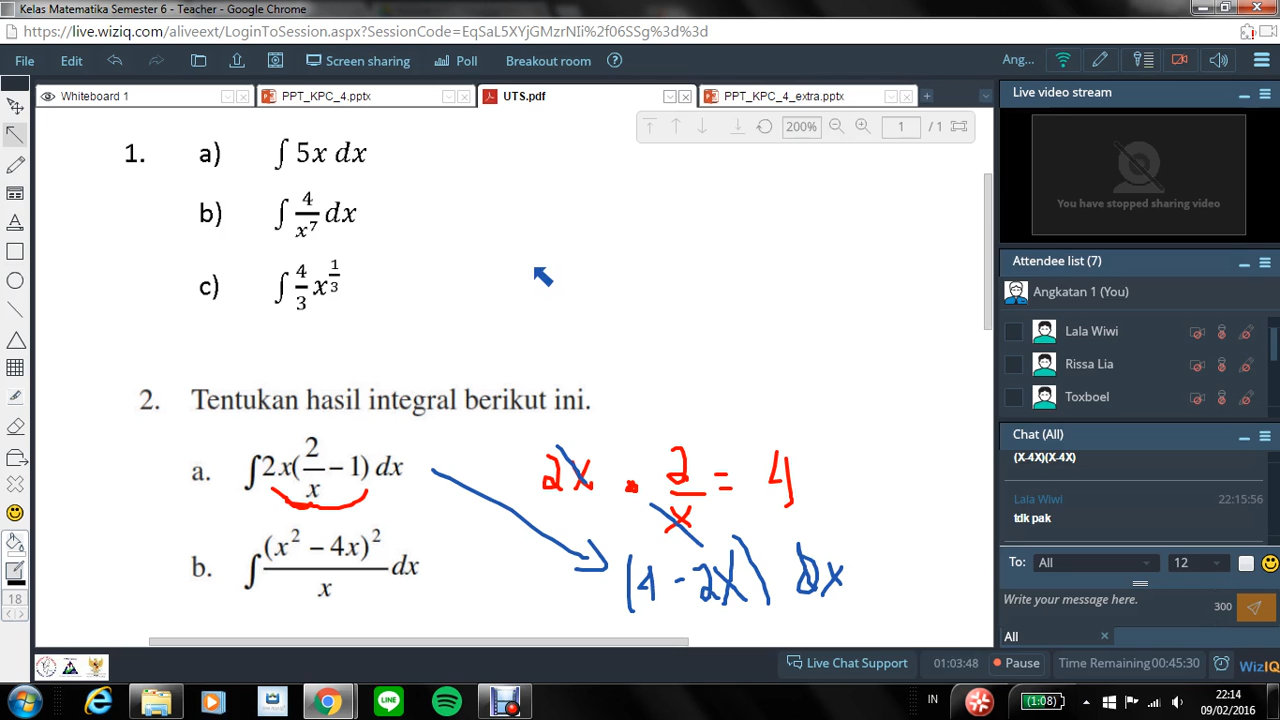 Kelas Matematika Semester 6 - Teacher - Google Chrome
https://live.wiziq.com/aliveext/LoginToSession.aspx?SessionCode=EqSaL5XYjGMzrNIi%2f06SSg%3d%3d
File Edit Screen sharing Poll Breakout room ? Ang...
Whiteboard 1 PPT_KPC_4.pptx UTS.pdf PPT_KPC_4_extra.pptx
200% 1 / 1
1. a) ∫ 5x dx
b) ∫ 4/x⁷ dx
c) ∫ 4/3 x^(1/3)
2. Tentukan hasil integral berikut ini.
a. ∫2x(2/x − 1) dx
2x · 2/x = 4
(4 - 2x) dx
b. ∫ (x² − 4x)²/x dx
18
Live video stream
You have stopped sharing video
Attendee list (7)
Angkatan 1 (You)
Lala Wiwi
Rissa Lia
Toxboel
Chat (All)
(X-4X)(X-4X)
Lala Wiwi 22:15:56
tdk pak
To: All 12
Write your message here. 300
All
Live Chat Support 01:03:48 Pause Time Remaining 00:45:30 WizIQ
LINE IN (1:08) 22:14
09/02/2016